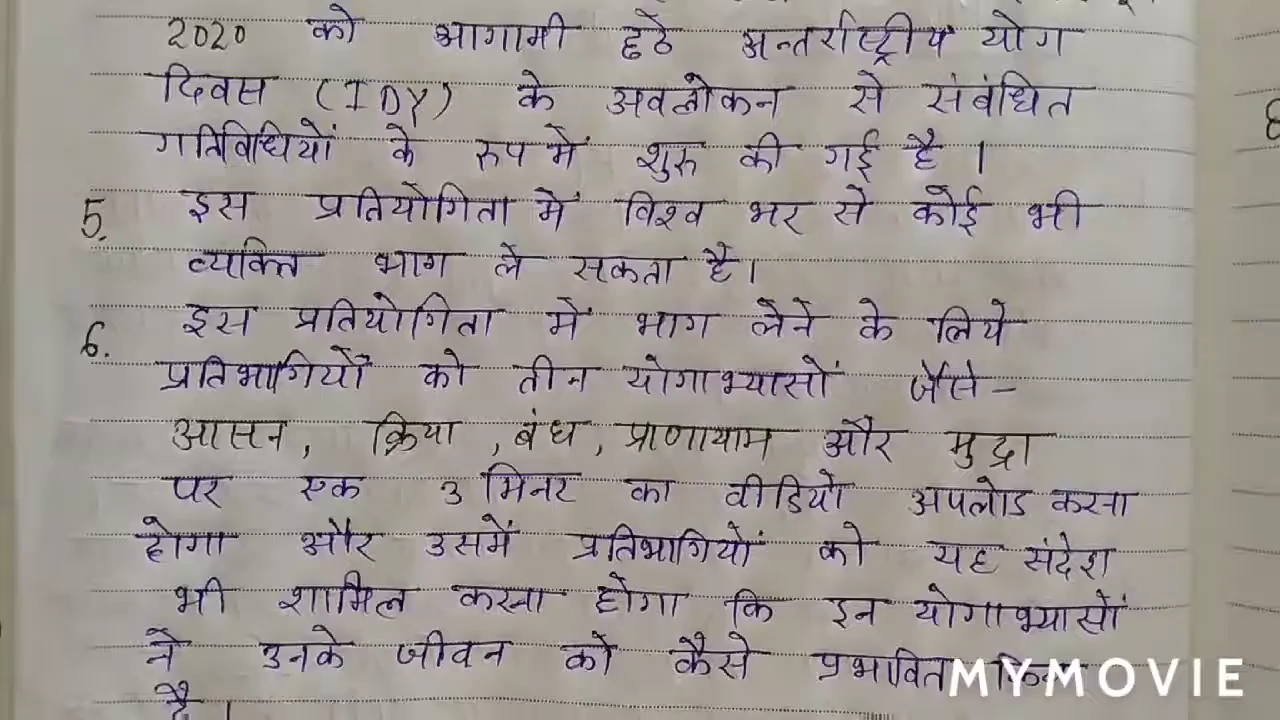 2020 को आगामी छठे अन्तर्राष्ट्रीय योग
दिवस (IDY) के अवलोकन से संबंधित
गतिविधियों के रुप में शुरू की गई है ।
5. इस प्रतियोगिता में विश्व भर से कोई भी
व्यक्ति भाग ले सकता है।
6. इस प्रतियोगिता में भाग लेने के लिये
प्रतिभागियों को तीन योगाभ्यासों जैसे –
आसन, क्रिया, बंध, प्राणायाम और मुद्रा
पर एक 3 मिनट का वीडियो अपलोड करना
होगा और उसमें प्रतिभागियों को यह संदेश
भी शामिल करना होगा कि इन योगाभ्यासों
ने उनके जीवन को कैसे प्रभावित
है ।
MYMOVIE